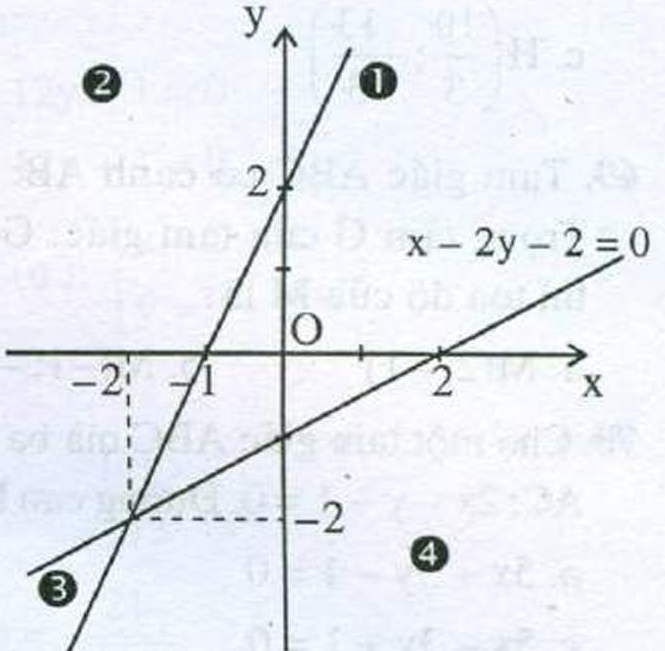 y
❷ ❶
2
x – 2y – 2 = 0
O
–2 –1 2 x
–2
❹
❸